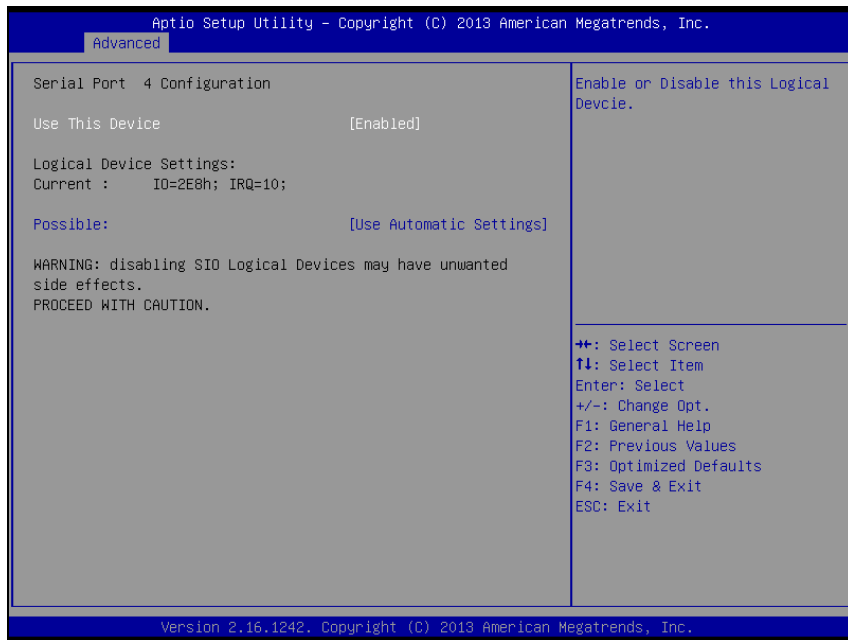 Aptio Setup Utility – Copyright (C) 2013 American Megatrends, Inc.
Advanced
Serial Port 4 Configuration
Use This Device [Enabled]
Logical Device Settings:
Current : IO=2E8h; IRQ=10;
Possible: [Use Automatic Settings]
WARNING: disabling SIO Logical Devices may have unwanted
side effects.
PROCEED WITH CAUTION.
Enable or Disable this Logical
Devcie.
→←: Select Screen
↑↓: Select Item
Enter: Select
+/-: Change Opt.
F1: General Help
F2: Previous Values
F3: Optimized Defaults
F4: Save & Exit
ESC: Exit
Version 2.16.1242. Copyright (C) 2013 American Megatrends, Inc.